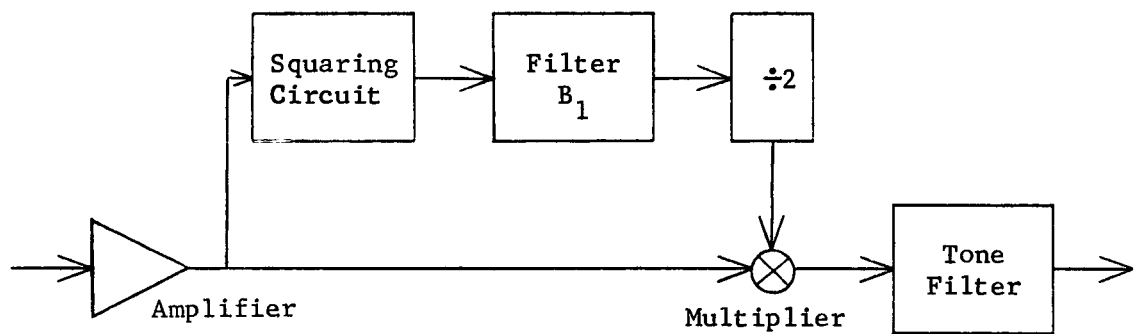 Squaring
Circuit
Filter
B1
÷2
Amplifier
Multiplier
Tone
Filter